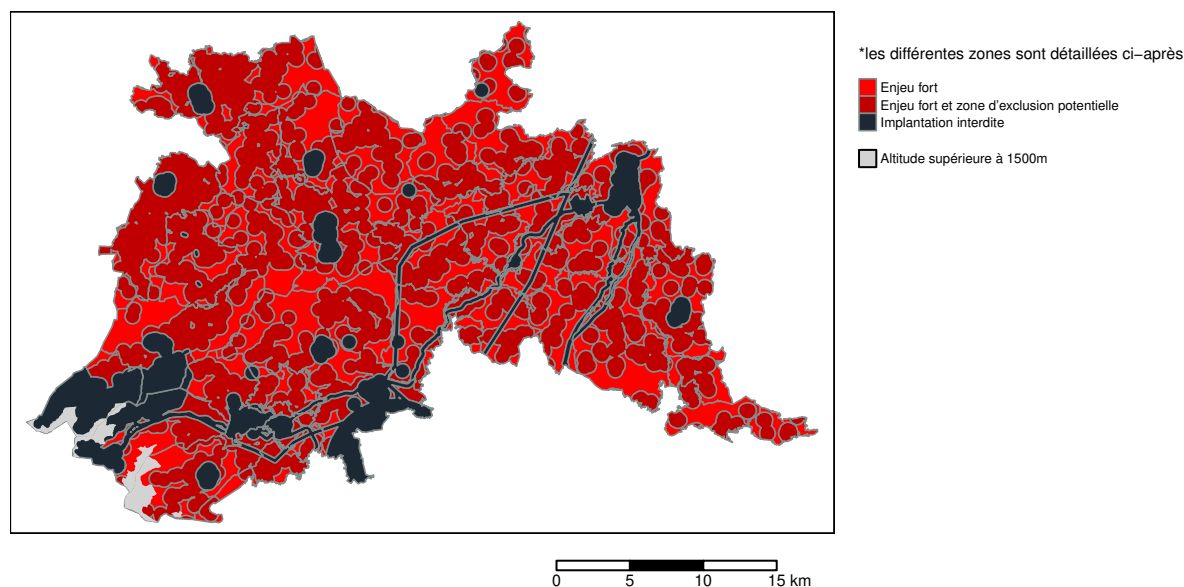 *les différentes zones sont détaillées ci−après
Enjeu fort
Enjeu fort et zone d'exclusion potentielle
Implantation interdite
Altitude supérieure à 1500m
0 5 10 15 km